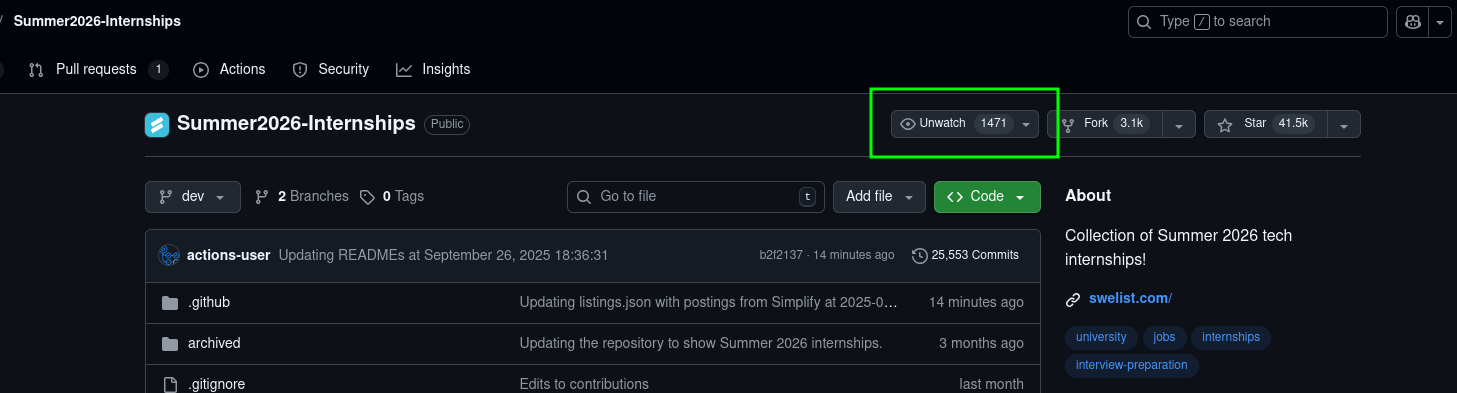 / Summer2026-Internships
Type / to search
Pull requests 1 Actions Security Insights
Summer2026-Internships Public
Unwatch 1471 Fork 3.1k Star 41.5k
dev 2 Branches 0 Tags Go to file t Add file Code
About
Collection of Summer 2026 tech
internships!
swelist.com/
university jobs internships
interview-preparation
actions-user Updating READMEs at September 26, 2025 18:36:31 b2f2137 · 14 minutes ago 25,553 Commits
.github Updating listings.json with postings from Simplify at 2025-0... 14 minutes ago
archived Updating the repository to show Summer 2026 internships. 3 months ago
.gitignore Edits to contributions last month